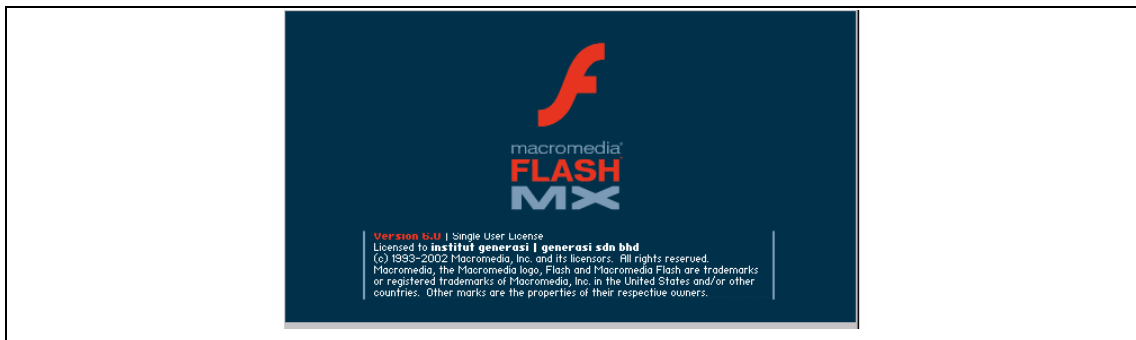 macromedia®
FLASH
MX
Version 6.0 | Single User License
Licensed to institut generasi | generasi sdn bhd
(c) 1993-2002 Macromedia, Inc. and its licensors. All rights reserved.
Macromedia, the Macromedia logo, Flash and Macromedia Flash are trademarks
or registered trademarks of Macromedia, Inc. in the United States and/or other
countries. Other marks are the properties of their respective owners.